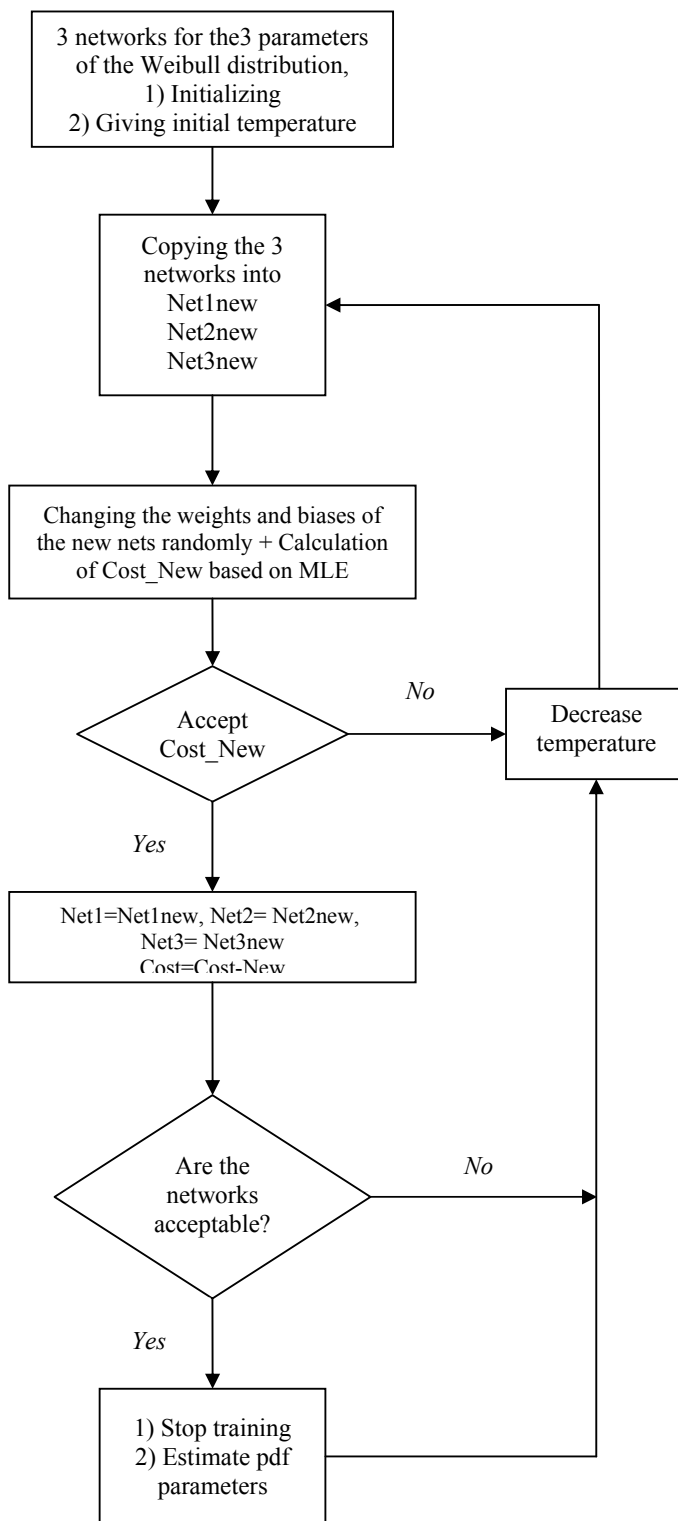 3 networks for the3 parameters
of the Weibull distribution,
1) Initializing
2) Giving initial temperature
Copying the 3
networks into
Net1new
Net2new
Net3new
Changing the weights and biases of
the new nets randomly + Calculation
of Cost_New based on MLE
No
Accept
Cost_New
Decrease
temperature
Yes
Net1=Net1new, Net2= Net2new,
Net3= Net3new
Cost=Cost-New
Are the
networks
acceptable?
No
Yes
1) Stop training
2) Estimate pdf
parameters